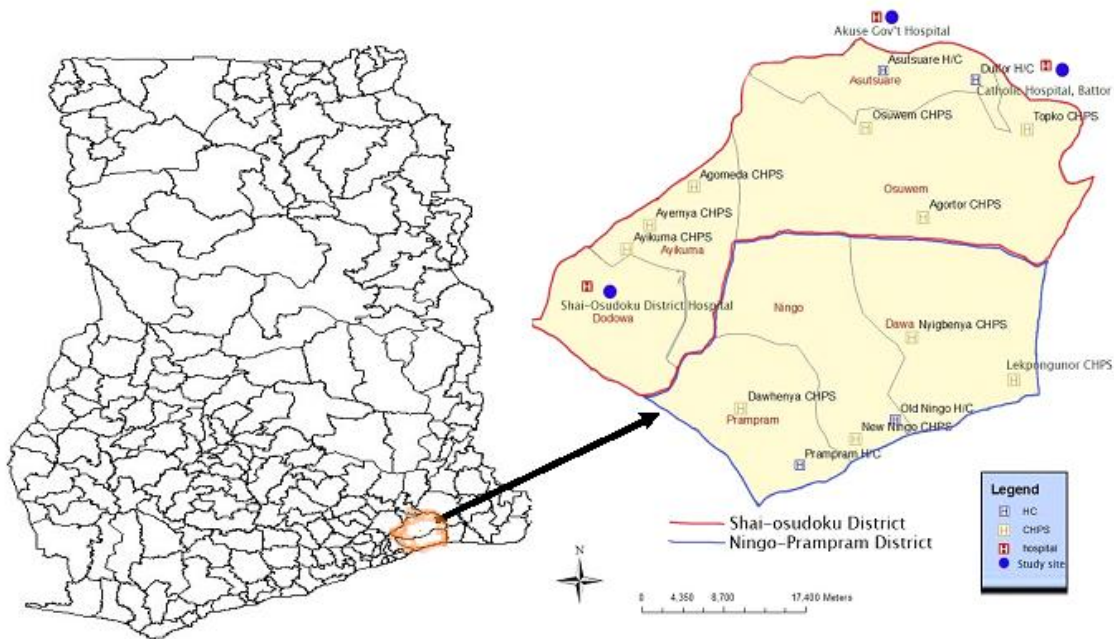 Akuse Gov't Hospital
Asutsuare H/C
Asutsuare
Duffor H/C
Catholic Hospital, Battor
Osuwem CHPS
Topko CHPS
Agomeda CHPS
Osuwem
Agortor CHPS
Ayernya CHPS
Ayikuma CHPS
Ayikuma
Shai-Osudoku District Hospital
Dodowa
Ningo
Dawa
Nyigbenya CHPS
Lekpongunor CHPS
Dawhenya CHPS
Prampram
Old Ningo H/C
New Ningo CHPS
Prampram H/C
Shai-osudoku District
Ningo-Prampram District
Legend
H HC
H CHPS
H hospital
Study site
N
0 4,350 8,700 17,400 Meters